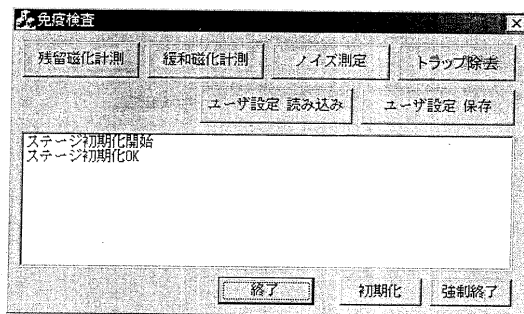 免疫検査
残留磁化計測 緩和磁化計測 ノイズ測定 トラップ除去
ユーザ設定 読み込み ユーザ設定 保存
ステージ初期化開始
ステージ初期化OK
終了 初期化 強制終了